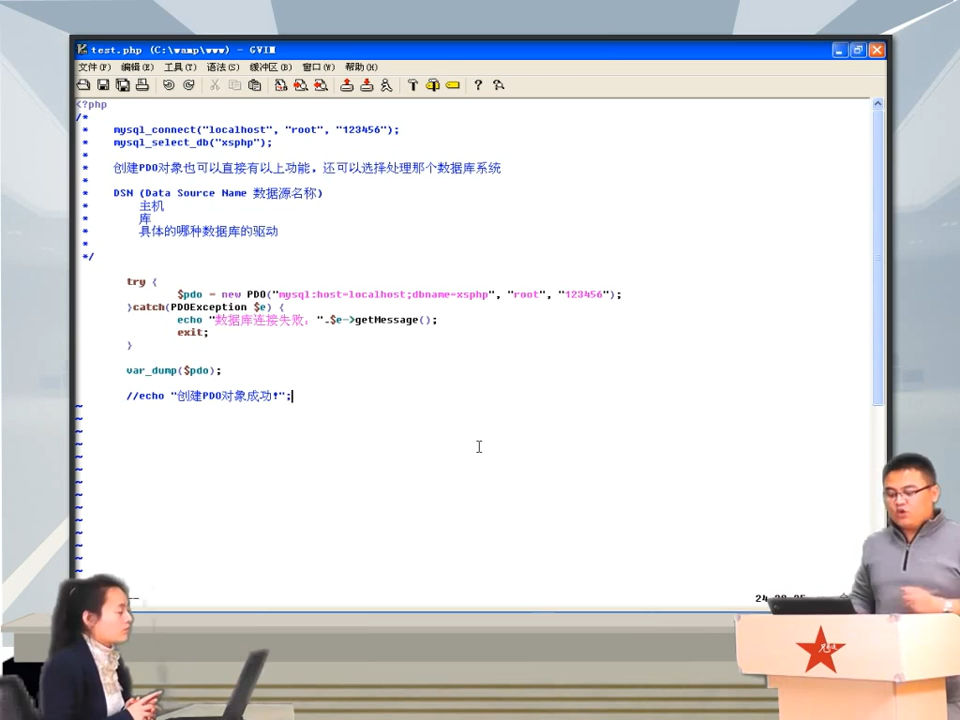 test.php (C:\wamp\www) - GVIM
文件(F) 编辑(E) 工具(T) 语法(S) 缓冲区(B) 窗口(W) 帮助(H)
<?php
/*
* mysql_connect("localhost", "root", "123456");
* mysql_select_db("xsphp");
*
* 创建PDO对象也可以直接有以上功能，还可以选择处理那个数据库系统
*
* DSN (Data Source Name 数据源名称)
* 主机
* 库
* 具体的哪种数据库的驱动
*
*/
try {
$pdo = new PDO("mysql:host=localhost;dbname=xsphp", "root", "123456");
}catch(PDOException $e) {
echo "数据库连接失败：".$e->getMessage();
exit;
}
var_dump($pdo);
//echo "创建PDO对象成功!";
~
~
~
~
~
~
~
~
~
~
~
~
~
~